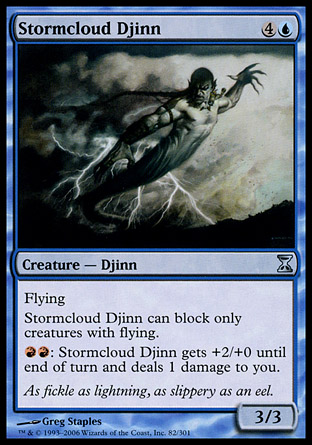 Stormcloud Djinn 4
Creature — Djinn
Flying
Stormcloud Djinn can block only
creatures with flying.
: Stormcloud Djinn gets +2/+0 until
end of turn and deals 1 damage to you.
As fickle as lightning, as slippery as an eel.
Greg Staples
3/3
™ & © 1993–2006 Wizards of the Coast, Inc. 82/301